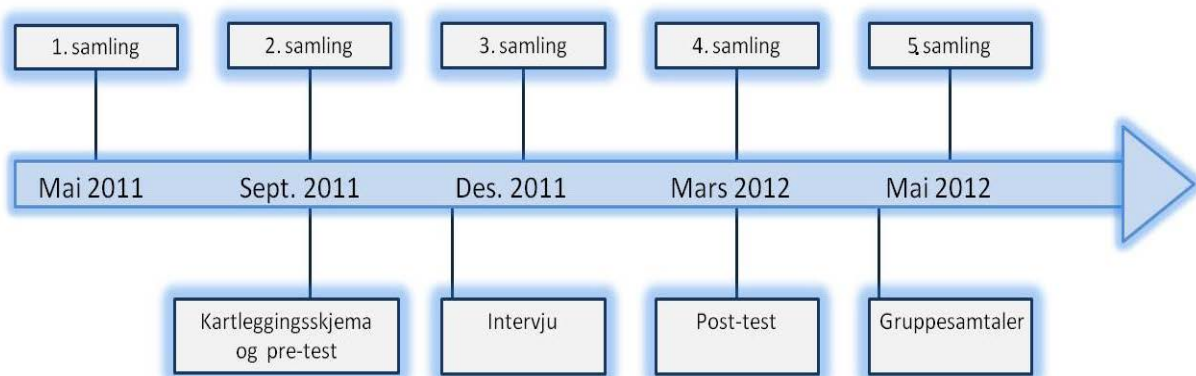 1. samling
2. samling
3. samling
4. samling
5. samling
Mai 2011
Sept. 2011
Des. 2011
Mars 2012
Mai 2012
Kartleggingsskjema
og pre-test
Intervju
Post-test
Gruppesamtaler